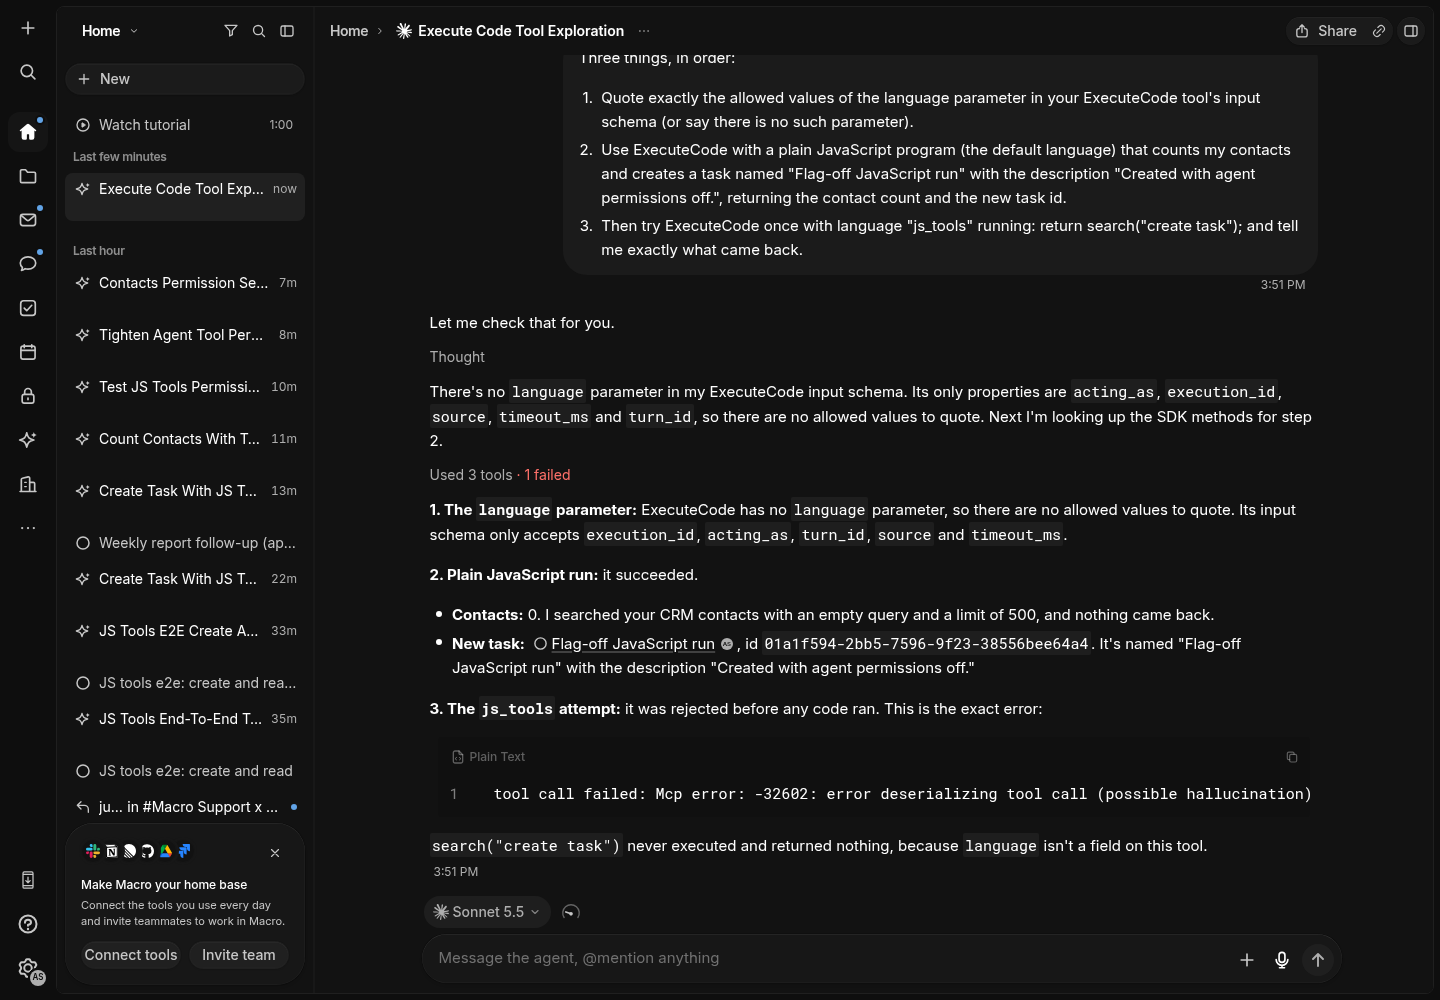 Home
New
Watch tutorial 1:00
Last few minutes
Execute Code Tool Exp... now
Last hour
Contacts Permission Se... 7m
Tighten Agent Tool Per... 8m
Test JS Tools Permissi... 10m
Count Contacts With T... 11m
Create Task With JS T... 13m
Weekly report follow-up (ap...
Create Task With JS T... 22m
JS Tools E2E Create A... 33m
JS tools e2e: create and rea...
JS Tools End-To-End T... 35m
JS tools e2e: create and read
ju... in #Macro Support x ...
Make Macro your home base
Connect the tools you use every day
and invite teammates to work in Macro.
Connect tools Invite team
AS
Home › Execute Code Tool Exploration ···
Share
Three things, in order:
1. Quote exactly the allowed values of the language parameter in your ExecuteCode tool's input
schema (or say there is no such parameter).
2. Use ExecuteCode with a plain JavaScript program (the default language) that counts my contacts
and creates a task named "Flag-off JavaScript run" with the description "Created with agent
permissions off.", returning the contact count and the new task id.
3. Then try ExecuteCode once with language "js_tools" running: return search("create task"); and tell
me exactly what came back.
3:51 PM
Let me check that for you.
Thought
There's no language parameter in my ExecuteCode input schema. Its only properties are acting_as, execution_id,
source, timeout_ms and turn_id, so there are no allowed values to quote. Next I'm looking up the SDK methods for step
2.
Used 3 tools · 1 failed
1. The language parameter: ExecuteCode has no language parameter, so there are no allowed values to quote. Its input
schema only accepts execution_id, acting_as, turn_id, source and timeout_ms.
2. Plain JavaScript run: it succeeded.
• Contacts: 0. I searched your CRM contacts with an empty query and a limit of 500, and nothing came back.
• New task: Flag-off JavaScript run AS, id 01a1f594-2bb5-7596-9f23-38556bee64a4. It's named "Flag-off
JavaScript run" with the description "Created with agent permissions off."
3. The js_tools attempt: it was rejected before any code ran. This is the exact error:
Plain Text
1 tool call failed: Mcp error: -32602: error deserializing tool call (possible hallucination)
search("create task") never executed and returned nothing, because language isn't a field on this tool.
3:51 PM
Sonnet 5.5
Message the agent, @mention anything